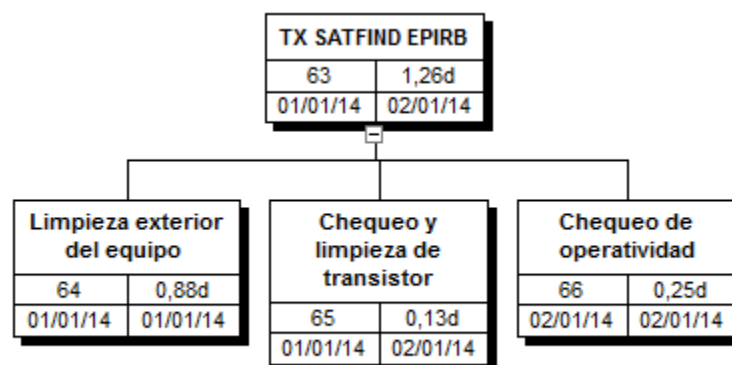 TX SATFIND EPIRB
63 1,26d
01/01/14 02/01/14
Limpieza exterior
del equipo
64 0,88d
01/01/14 01/01/14
Chequeo y
limpieza de
transistor
65 0,13d
01/01/14 02/01/14
Chequeo de
operatividad
66 0,25d
02/01/14 02/01/14